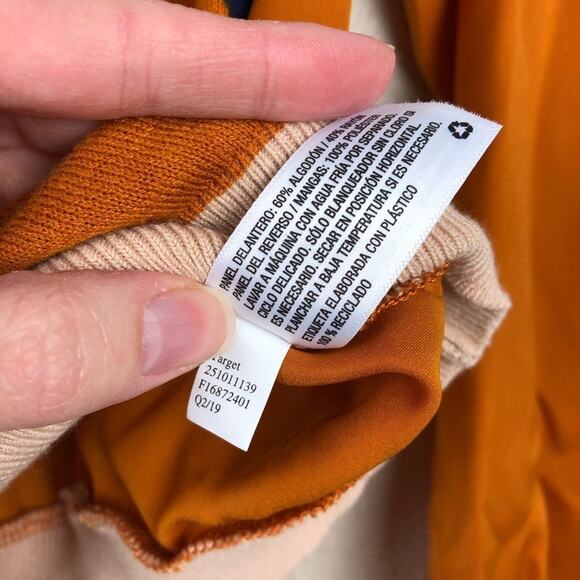 PANEL DELANTERO: 60% ALGODÓN / 40% RAYÓN
PANEL DEL REVERSO / MANGAS: 100% POLIÉSTER
LAVAR A MÁQUINA CON AGUA FRÍA POR SEPARADO.
CICLO DELICADO. SÓLO BLANQUEADOR SIN CLORO SI
ES NECESARIO. SECAR EN POSICIÓN HORIZONTAL.
PLANCHAR A BAJA TEMPERATURA SI ES NECESARIO.
ETIQUETA ELABORADA CON PLÁSTICO
100 % RECICLADO
Target
251011139
F16872401
Q2/19